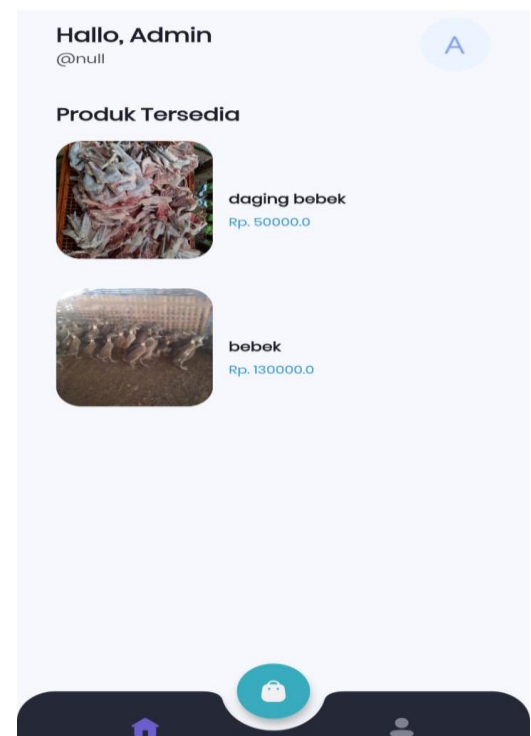 Hallo, Admin
@null
A
Produk Tersedia
daging bebek
Rp. 50000.0
bebek
Rp. 130000.0